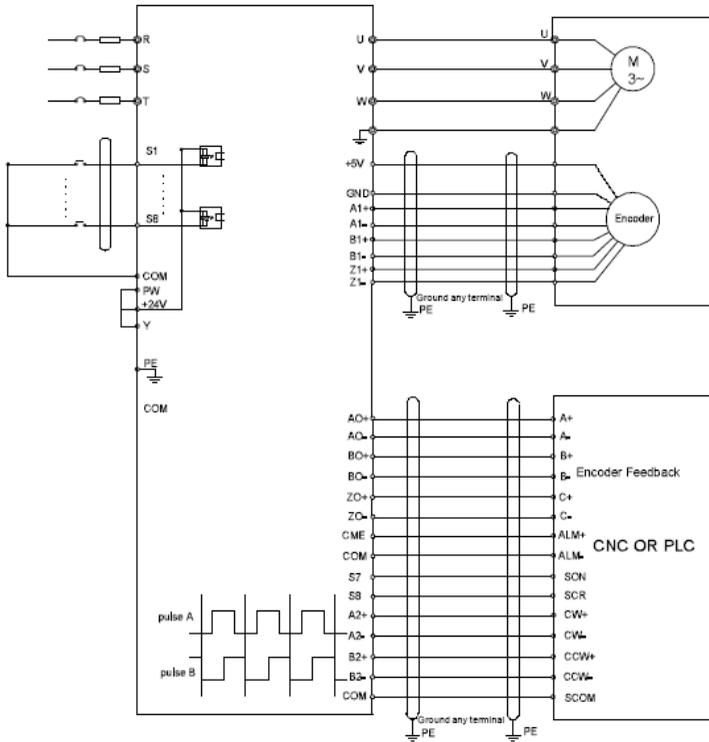 R
S
T
U
V
W
U
V
W
M
3~
S1
S8
COM
PW
+24V
Y
PE
COM
+5V
GND
A1+
A1-
B1+
B1-
Z1+
Z1-
Encoder
Ground any terminal
PE
PE
AO+
AO-
BO+
BO-
ZO+
ZO-
CME
COM
S7
S8
A2+
A2-
B2+
B2-
COM
A+
A-
B+
B- Encoder Feedback
C+
C-
ALM+
ALM-
CNC OR PLC
SON
SCR
CW+
CW-
CCW+
CCW-
SCOM
pulse A
pulse B
Ground any terminal
PE
PE